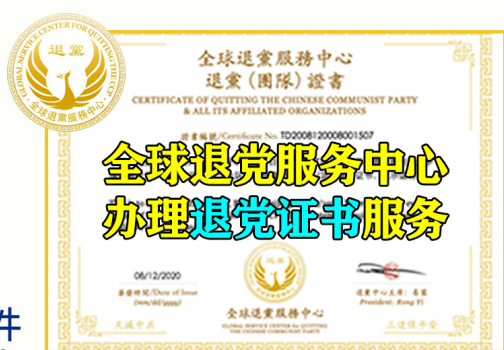 GLOBAL SERVICE CENTER FOR QUITTING THE CCP
退黨
·全球退黨服務中心·
全球退黨服務中心
退黨（團隊）證書
CERTIFICATE OF QUITTING THE CHINESE COMMUNIST PARTY
& ALL ITS AFFILIATED ORGANIZATIONS
證書編號/Certificate No. TD2008120008001507
全球退党服务中心
办理退党证书服务
08/12/2020
簽發時間/Date of Issue
(mm/dd/yyyy)
全球退黨服務中心
GLOBAL SERVICE CENTER for QUITTING
THE CHINESE COMMUNIST PARTY
退黨中心主席：易蓉
President: Rong Yi
天滅中共
三退保平安
件